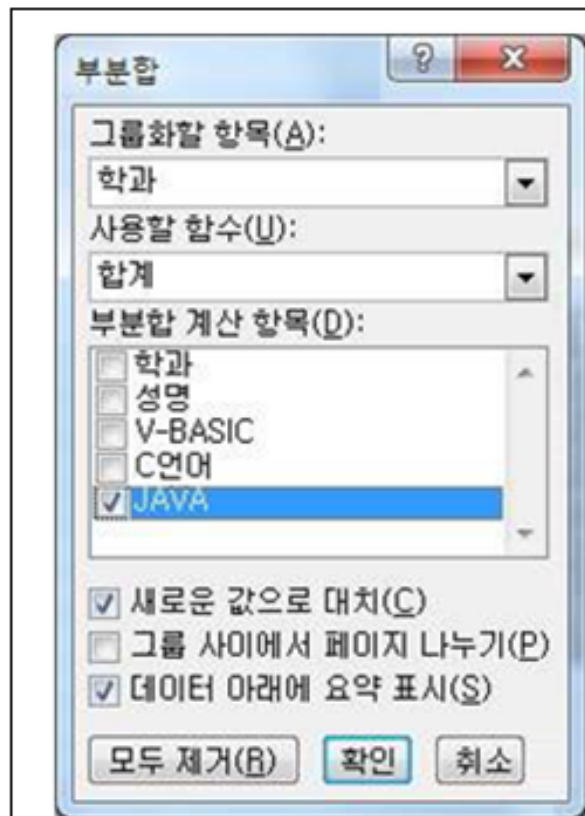 부분합
그룹화할 항목(A):
학과
사용할 함수(U):
합계
부분합 계산 항목(D):
학과
성명
V-BASIC
C언어
JAVA
새로운 값으로 대치(C)
그룹 사이에서 페이지 나누기(P)
데이터 아래에 요약 표시(S)
모두 제거(R) 확인 취소